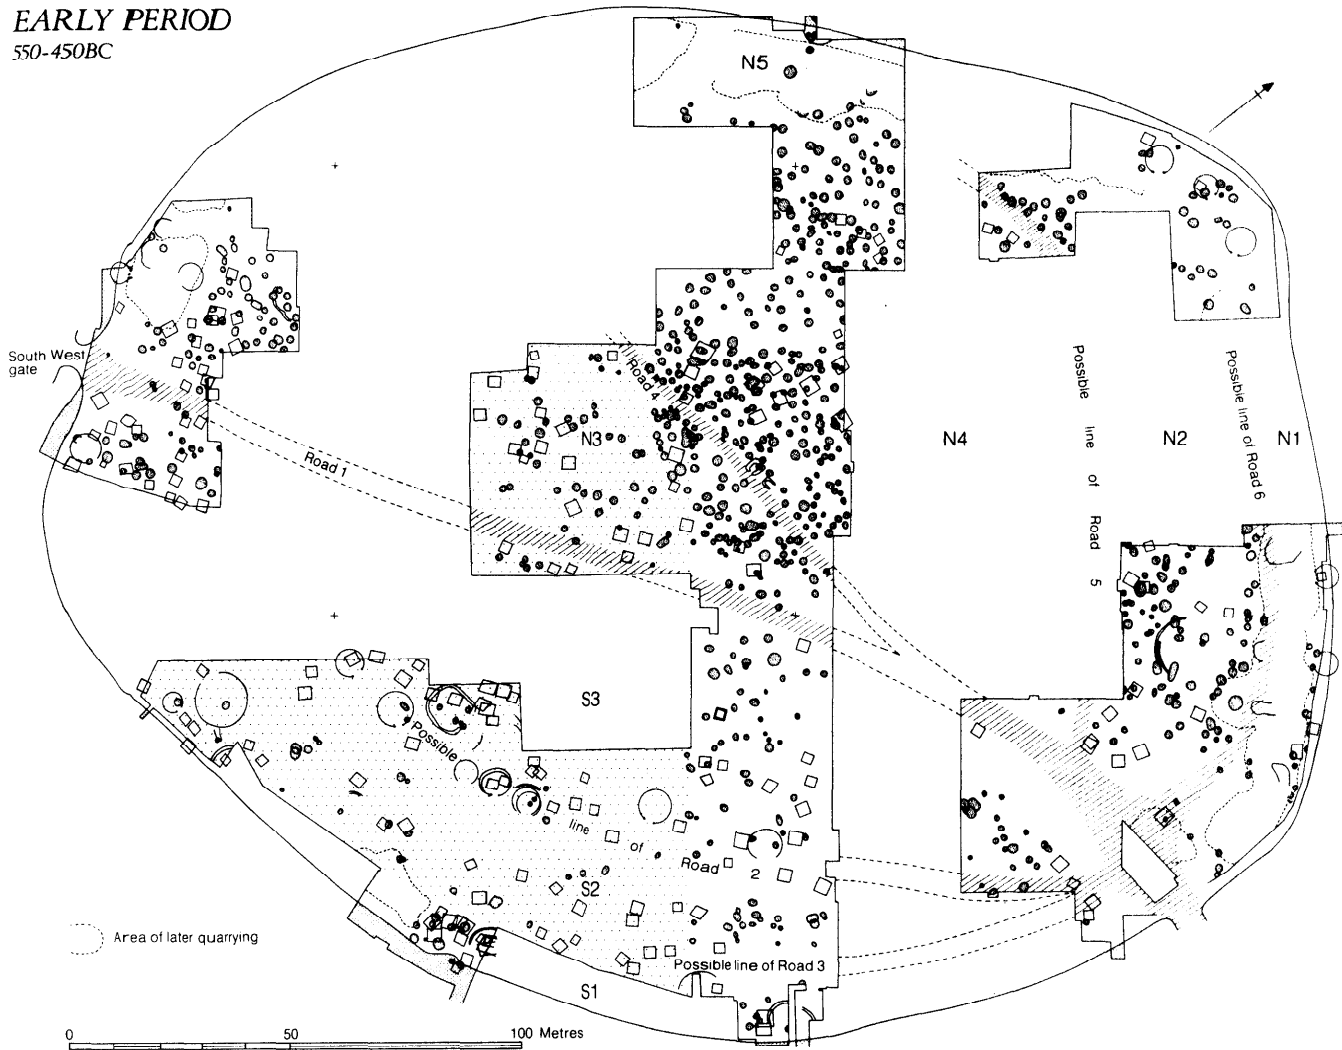 EARLY PERIOD
550-450BC
N5
South West
gate
Road 4
Road 1
N3
N4
Possible line of Road 5
N2
Possible line of Road 6
N1
S3
Possible line of Road 2
S2
Area of later quarrying
Possible line of Road 3
S1
0 50 100 Metres